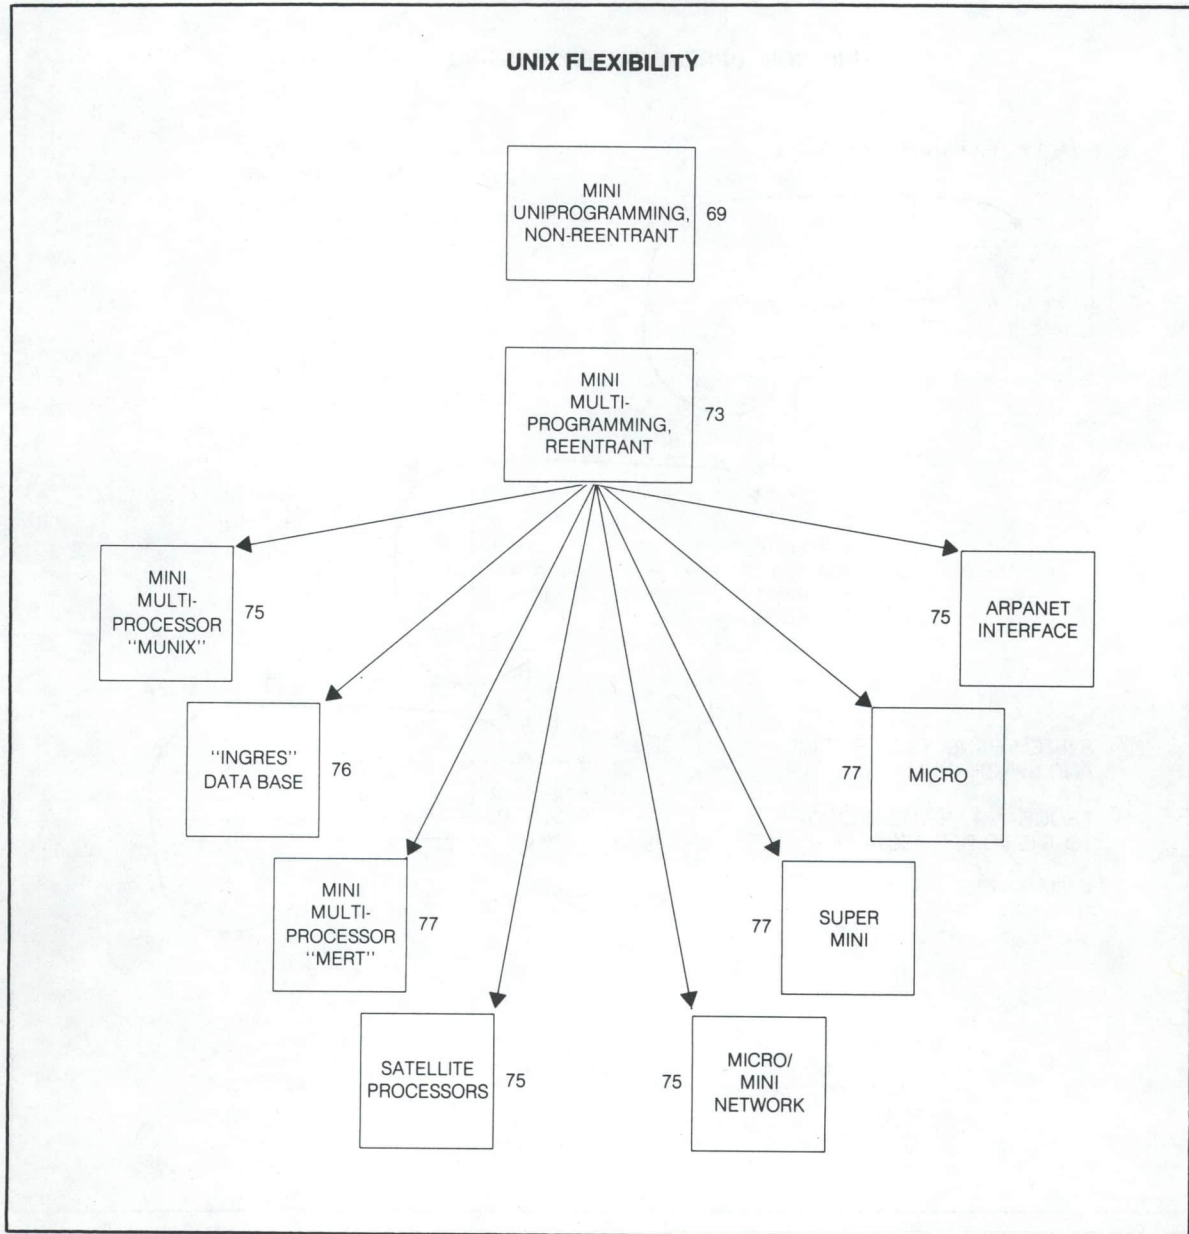 UNIX FLEXIBILITY
MINI
UNIPROGRAMMING,
NON-REENTRANT
69
MINI
MULTI-
PROGRAMMING,
REENTRANT
73
MINI
MULTI-
PROCESSOR
"MUNIX"
75
75
ARPANET
INTERFACE
"INGRES"
DATA BASE
76
77
MICRO
MINI
MULTI-
PROCESSOR
"MERT"
77
77
SUPER
MINI
SATELLITE
PROCESSORS
75
75
MICRO/
MINI
NETWORK